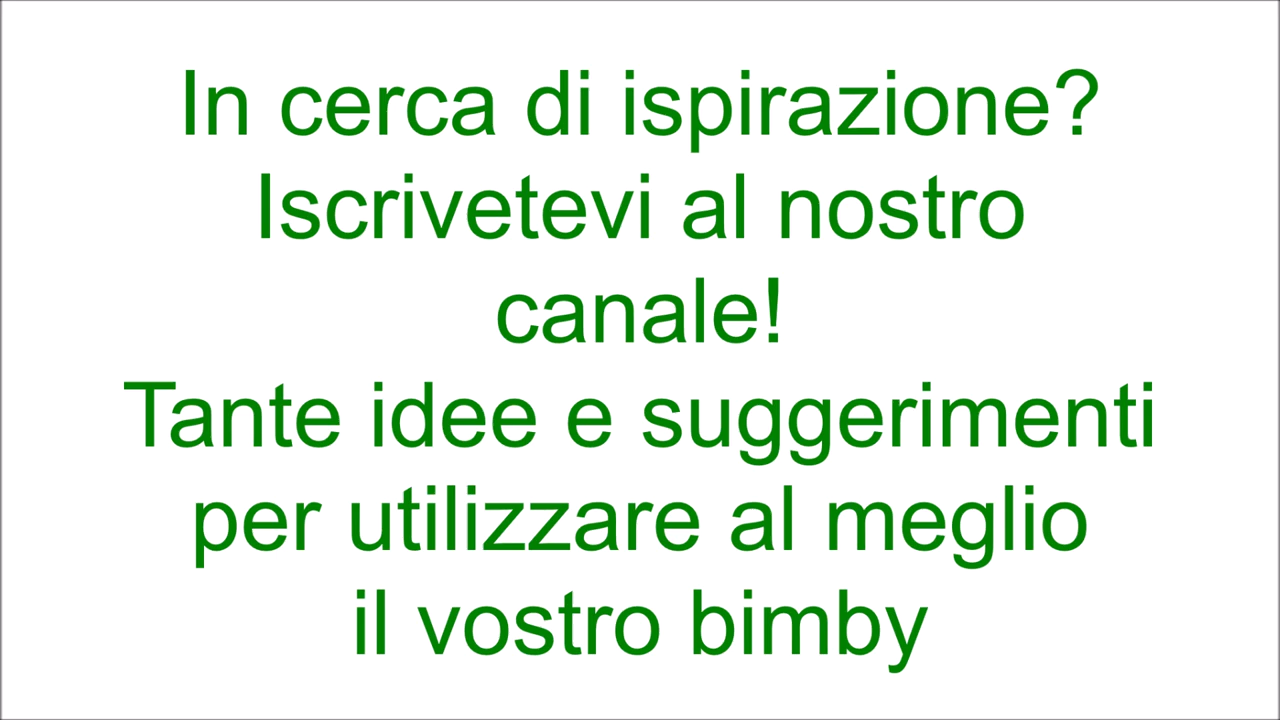 In cerca di ispirazione?
Iscrivetevi al nostro
canale!
Tante idee e suggerimenti
per utilizzare al meglio
il vostro bimby